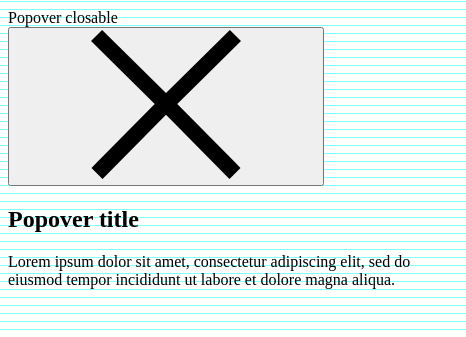 Popover closable
Popover title
Lorem ipsum dolor sit amet, consectetur adipiscing elit, sed do
eiusmod tempor incididunt ut labore et dolore magna aliqua.